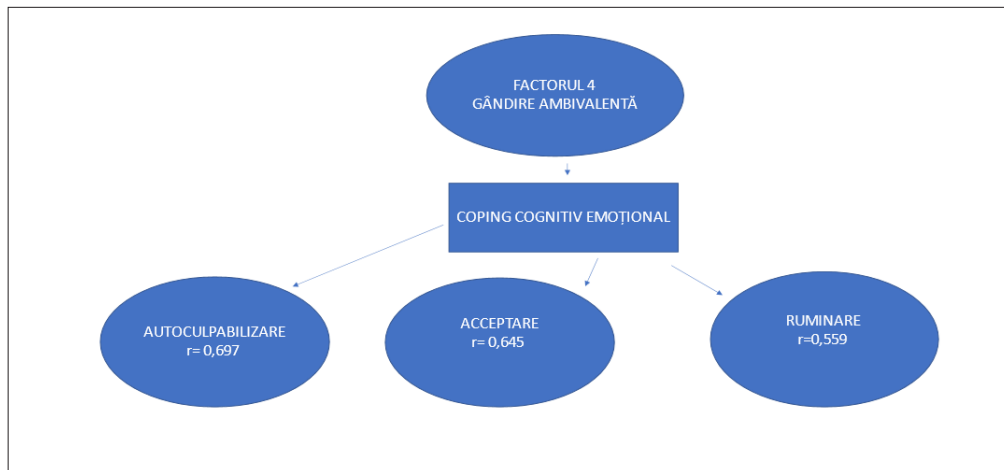 FACTORUL 4
GÂNDIRE AMBIVALENTĂ
COPING COGNITIV EMOȚIONAL
AUTOCULPABILIZARE
r= 0,697
ACCEPTARE
r= 0,645
RUMINARE
r=0,559